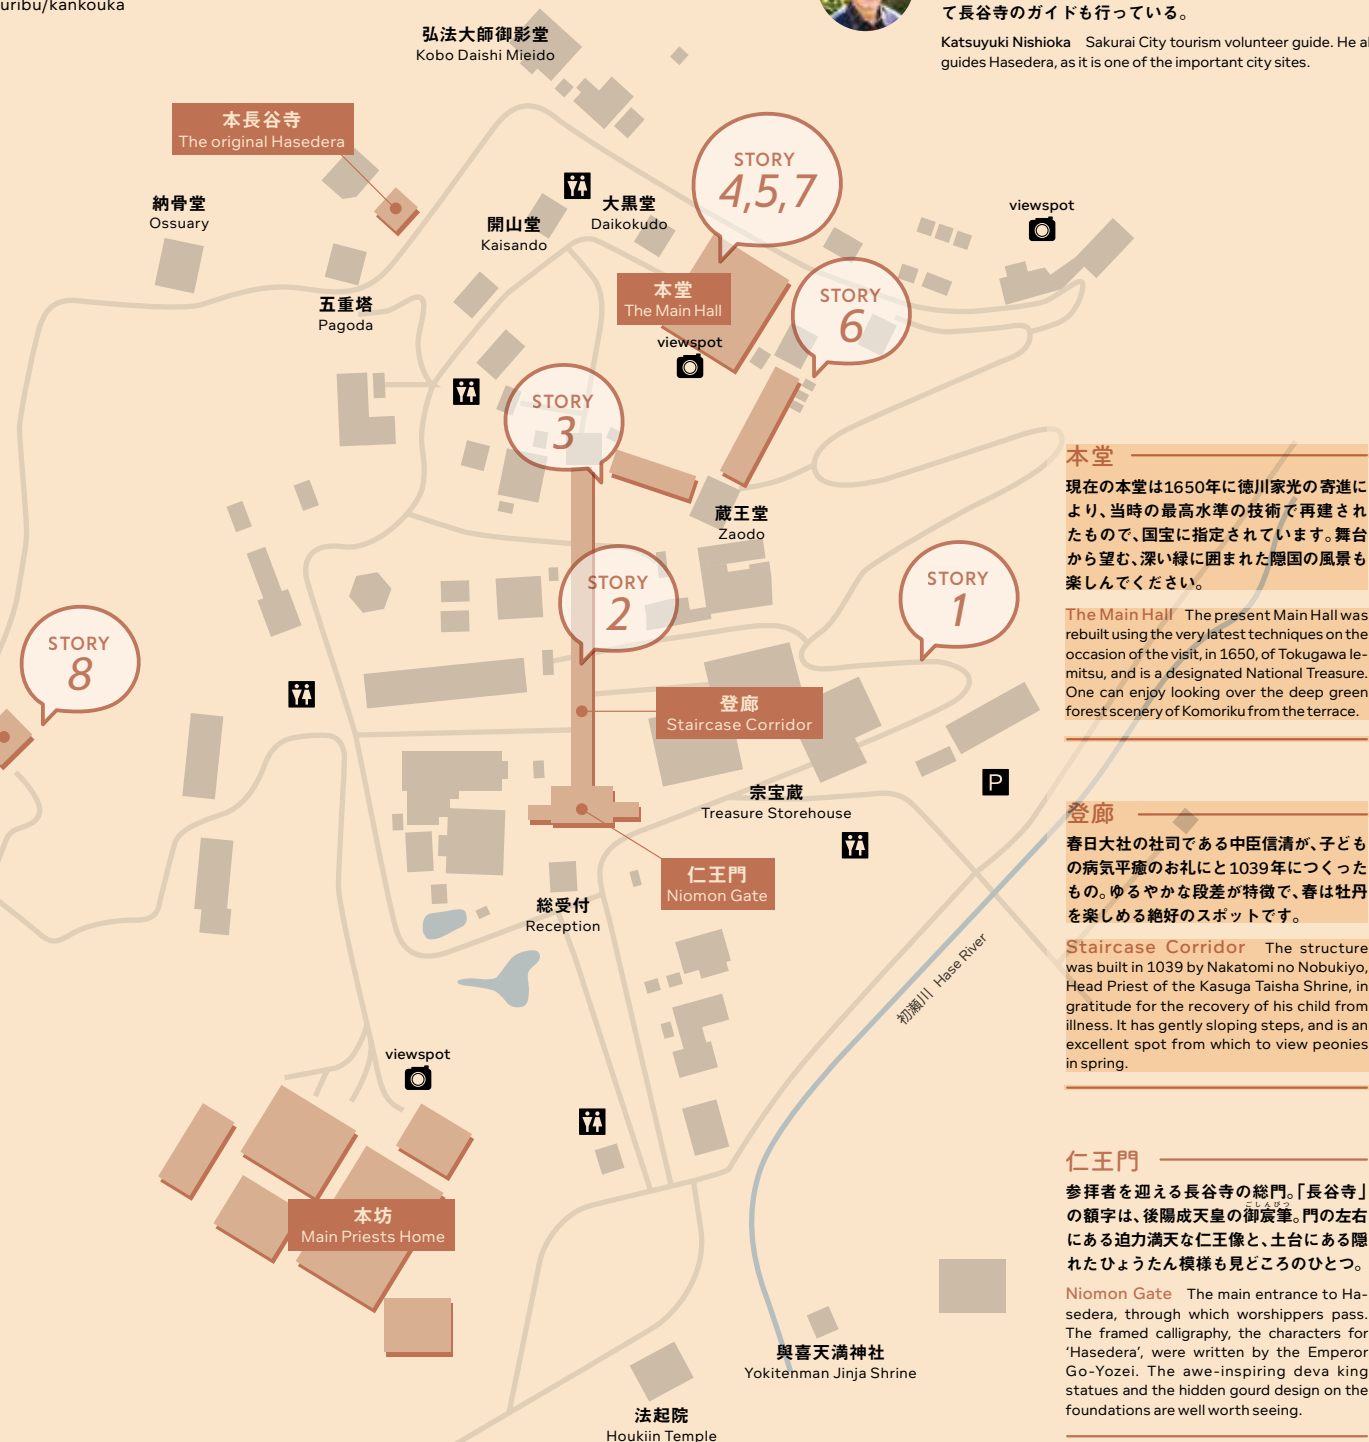 uribu/kankouka
て長谷寺のガイドも行っている。
Katsuyuki Nishioka Sakurai City tourism volunteer guide. He al
guides Hasedera, as it is one of the important city sites.
弘法大師御影堂
Kobo Daishi Mieido
本長谷寺
The original Hasedera
STORY
4,5,7
納骨堂
Ossuary
開山堂
Kaisando
大黒堂
Daikokudo
viewspot
五重塔
Pagoda
本堂
The Main Hall
viewspot
STORY
6
STORY
3
蔵王堂
Zaodo
STORY
2
STORY
1
STORY
8
登廊
Staircase Corridor
P
宗宝蔵
Treasure Storehouse
仁王門
Niomon Gate
総受付
Reception
初瀬川 Hase River
viewspot
本坊
Main Priests Home
與喜天満神社
Yokitenman Jinja Shrine
法起院
Houkiin Temple
本堂
現在の本堂は1650年に徳川家光の寄進に
より、当時の最高水準の技術で再建され
たもので、国宝に指定されています。舞台
から望む、深い緑に囲まれた隠国の風景も
楽しんでください。
The Main Hall The present Main Hall was
rebuilt using the very latest techniques on the
occasion of the visit, in 1650, of Tokugawa Ie-
mitsu, and is a designated National Treasure.
One can enjoy looking over the deep green
forest scenery of Komoriku from the terrace.
登廊
春日大社の社司である中臣信清が、子ども
の病気平癒のお礼にと1039年につくった
もの。ゆるやかな段差が特徴で、春は牡丹
を楽しめる絶好のスポットです。
Staircase Corridor The structure
was built in 1039 by Nakatomi no Nobukiyo,
Head Priest of the Kasuga Taisha Shrine, in
gratitude for the recovery of his child from
illness. It has gently sloping steps, and is an
excellent spot from which to view peonies
in spring.
仁王門
参拝者を迎える長谷寺の総門。「長谷寺」
ごしんぴつ
の額字は、後陽成天皇の御宸筆。門の左右
にある迫力満天な仁王像と、土台にある隠
れたひょうたん模様も見どころのひとつ。
Niomon Gate The main entrance to Ha-
sedera, through which worshippers pass.
The framed calligraphy, the characters for
‘Hasedera’, were written by the Emperor
Go-Yozei. The awe-inspiring deva king
statues and the hidden gourd design on the
foundations are well worth seeing.